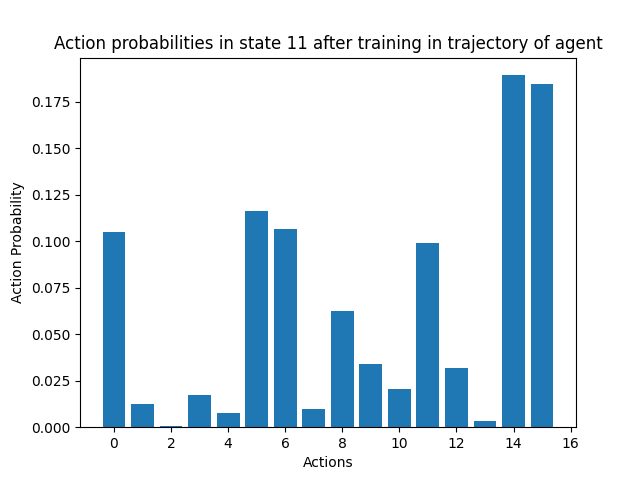 Action probabilities in state 11 after training in trajectory of agent
0.175
0.150
0.125
0.100
0.075
0.050
0.025
0.000
Action Probability
0 2 4 6 8 10 12 14 16
Actions